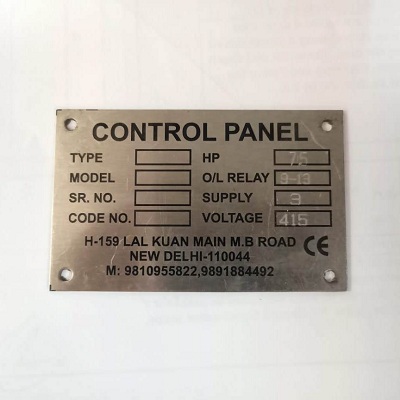 CONTROL PANEL
TYPE HP 7.5
MODEL O/L RELAY 9-13
SR. NO. SUPPLY 3
CODE NO. VOLTAGE 415
H-159 LAL KUAN MAIN M.B ROAD CE
NEW DELHI-110044
M: 9810955822,9891884492